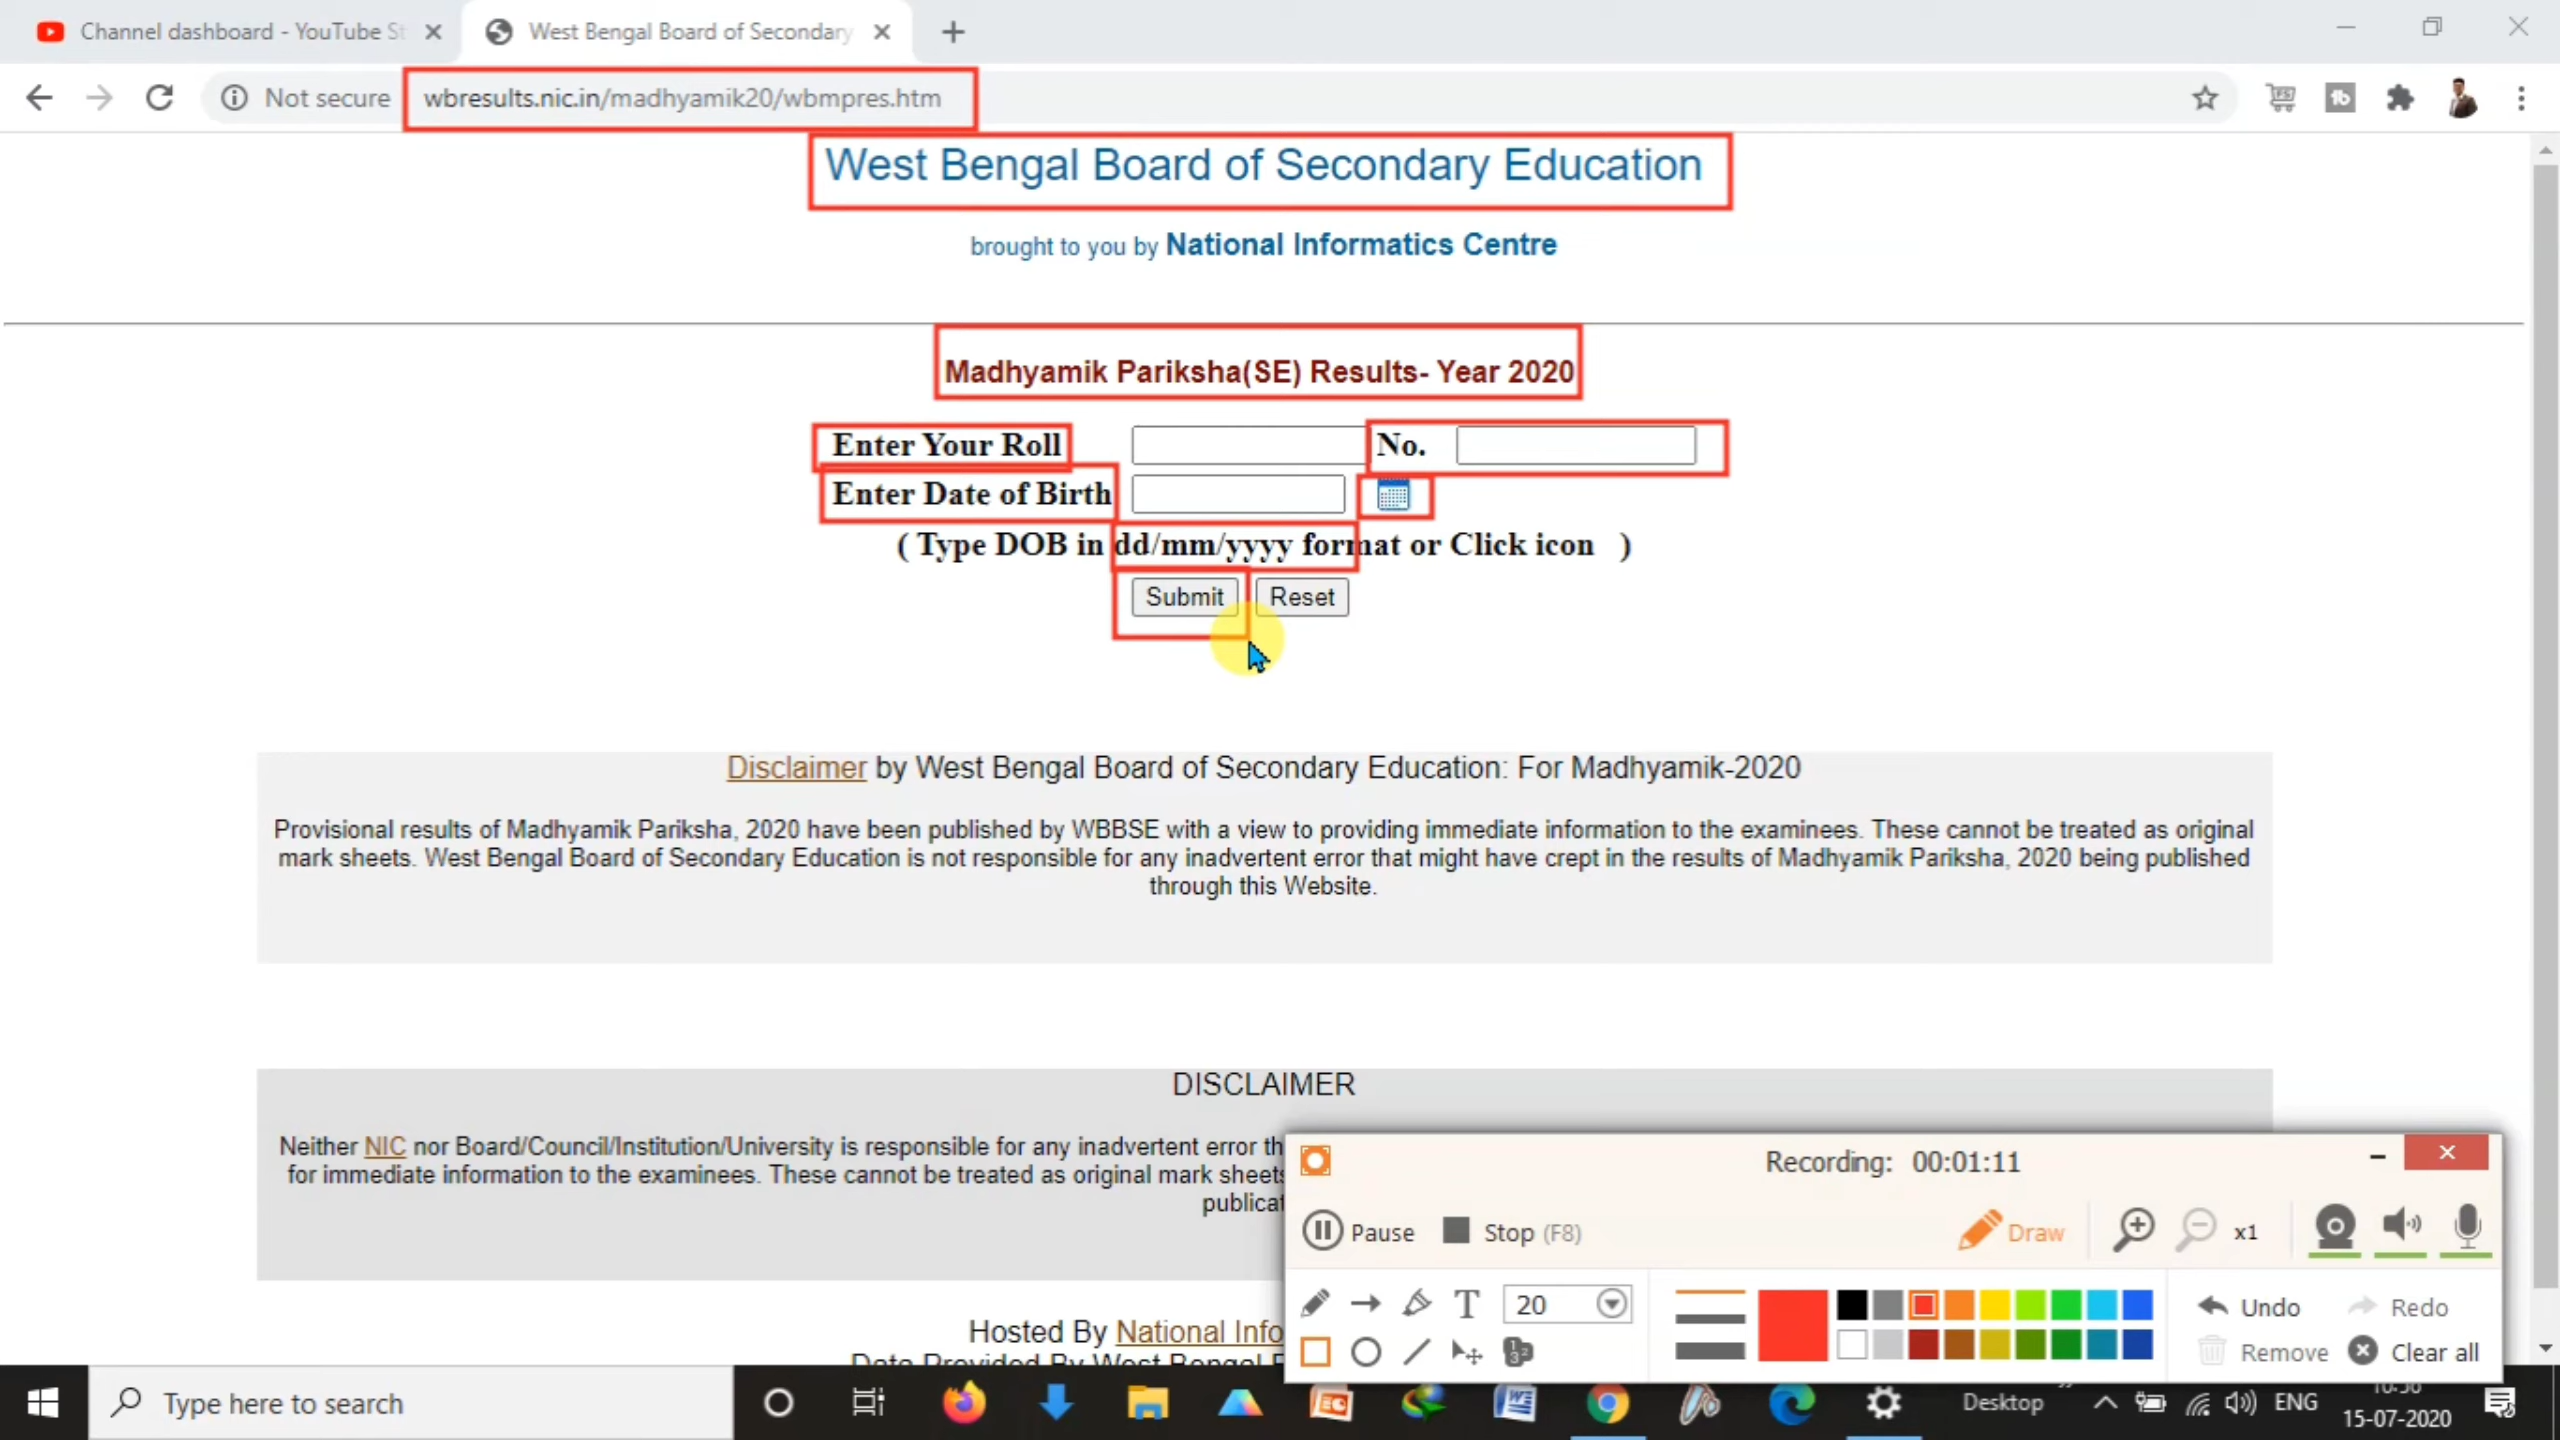 Channel dashboard - YouTube St
West Bengal Board of Secondary
Not secure
wbresults.nic.in/madhyamik20/wbmpres.htm
West Bengal Board of Secondary Education
brought to you by National Informatics Centre
Madhyamik Pariksha(SE) Results- Year 2020
Enter Your Roll No.
Enter Date of Birth
( Type DOB in dd/mm/yyyy format or Click icon )
Submit Reset
Disclaimer by West Bengal Board of Secondary Education: For Madhyamik-2020
Provisional results of Madhyamik Pariksha, 2020 have been published by WBBSE with a view to providing immediate information to the examinees. These cannot be treated as original
mark sheets. West Bengal Board of Secondary Education is not responsible for any inadvertent error that might have crept in the results of Madhyamik Pariksha, 2020 being published
through this Website.
DISCLAIMER
Neither NIC nor Board/Council/Institution/University is responsible for any inadvertent error th
for immediate information to the examinees. These cannot be treated as original mark sheets
publicat
Hosted By National Info
Data Provided By West Bengal
Recording: 00:01:11
Pause Stop (F8) Draw x1
T 20 Undo Redo
Remove Clear all
Type here to search
Desktop ENG
15-07-2020